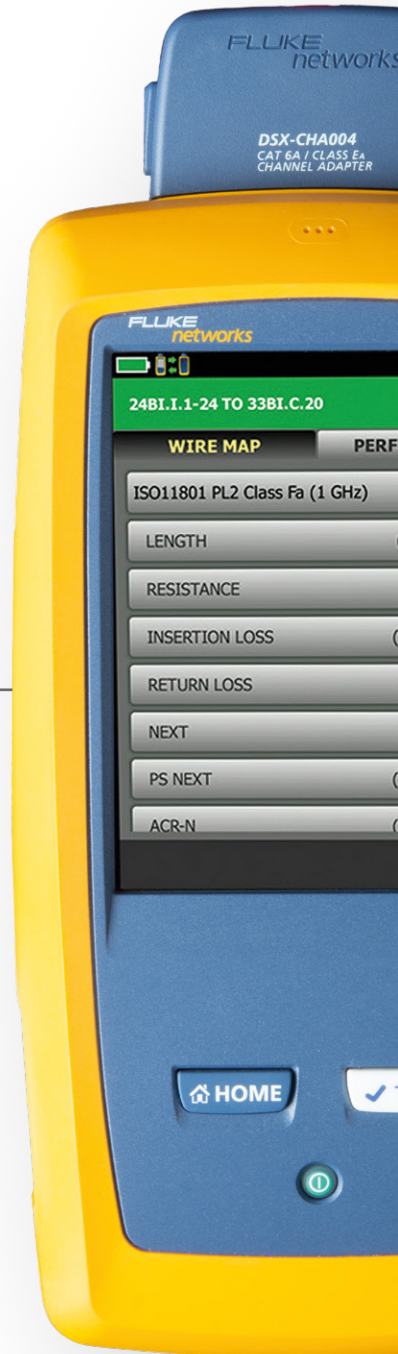 FLUKE
networks
DSX-CHA004
CAT 6A / CLASS EA
CHANNEL ADAPTER
FLUKE
networks
24BI.I.1-24 TO 33BI.C.20
WIRE MAP PERF
ISO11801 PL2 Class Fa (1 GHz)
LENGTH
RESISTANCE
INSERTION LOSS (
RETURN LOSS
NEXT
PS NEXT (
ACR-N (
HOME